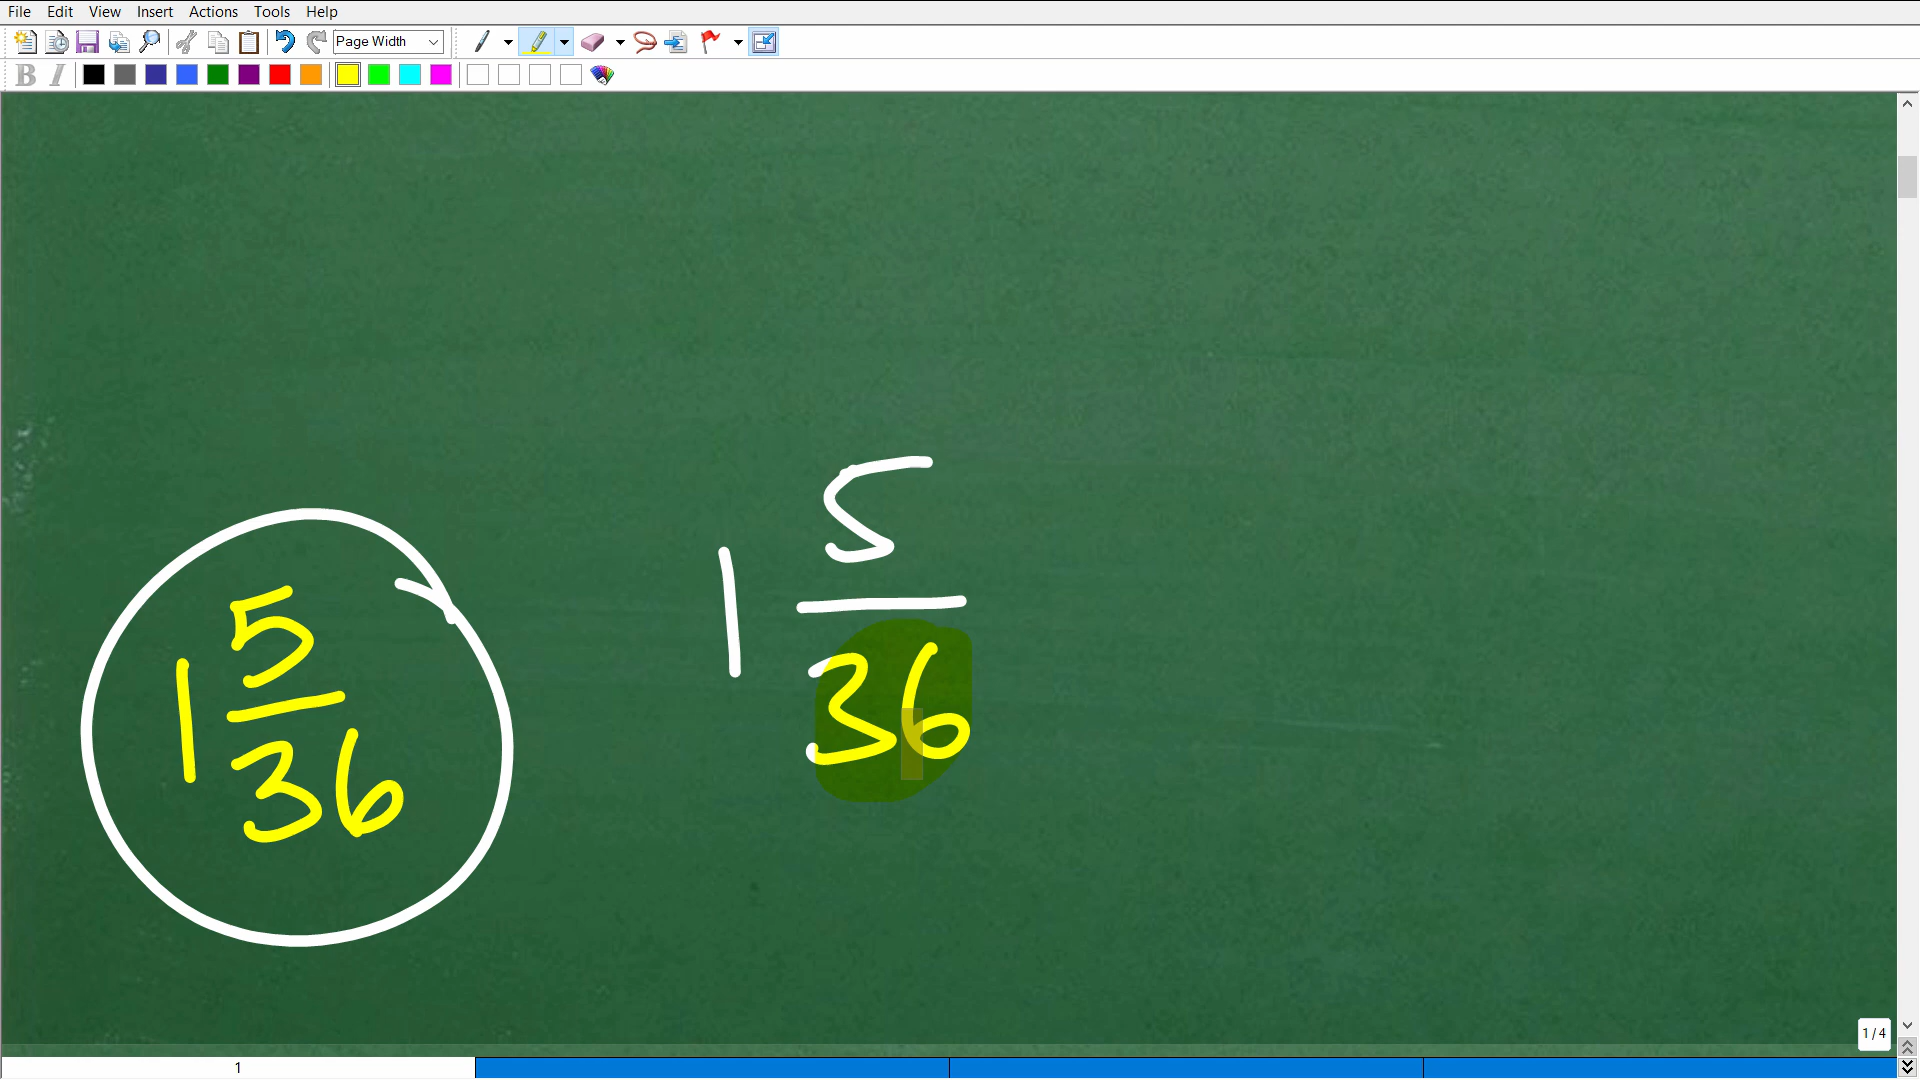 File Edit View Insert Actions Tools Help
Page Width
B I
1 5/36
1 5/36
1 / 4
1